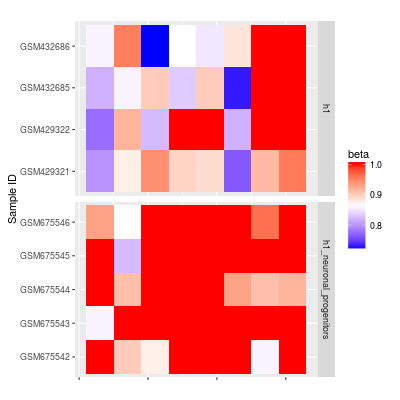 GSM432686
GSM432685
GSM429322
GSM429321
h1
GSM675546
GSM675545
GSM675544
GSM675543
GSM675542
h1_neuronal_progenitors
Sample ID
beta
1.0
0.9
0.8